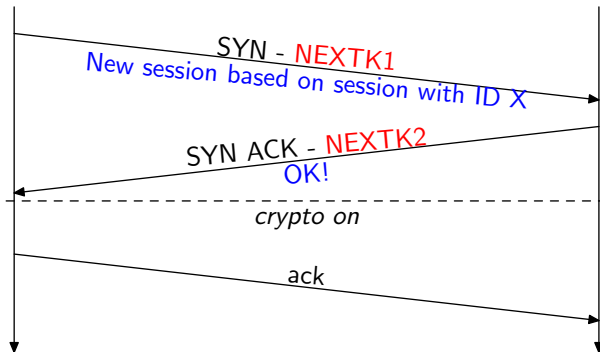 SYN - NEXTK1
New session based on session with ID X
SYN ACK - NEXTK2
OK!
crypto on
ack